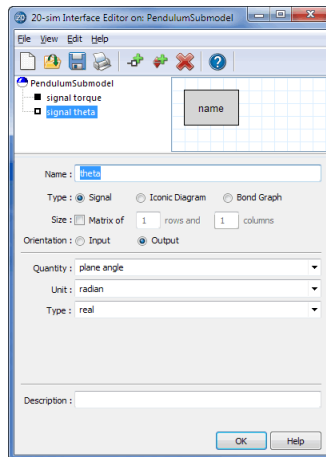 20-sim Interface Editor on: PendulumSubmodel
File View Edit Help
PendulumSubmodel
signal torque
signal theta
name
Name : theta
Type : Signal Iconic Diagram Bond Graph
Size : Matrix of 1 rows and 1 columns
Orientation : Input Output
Quantity : plane angle
Unit : radian
Type : real
Description :
OK Help